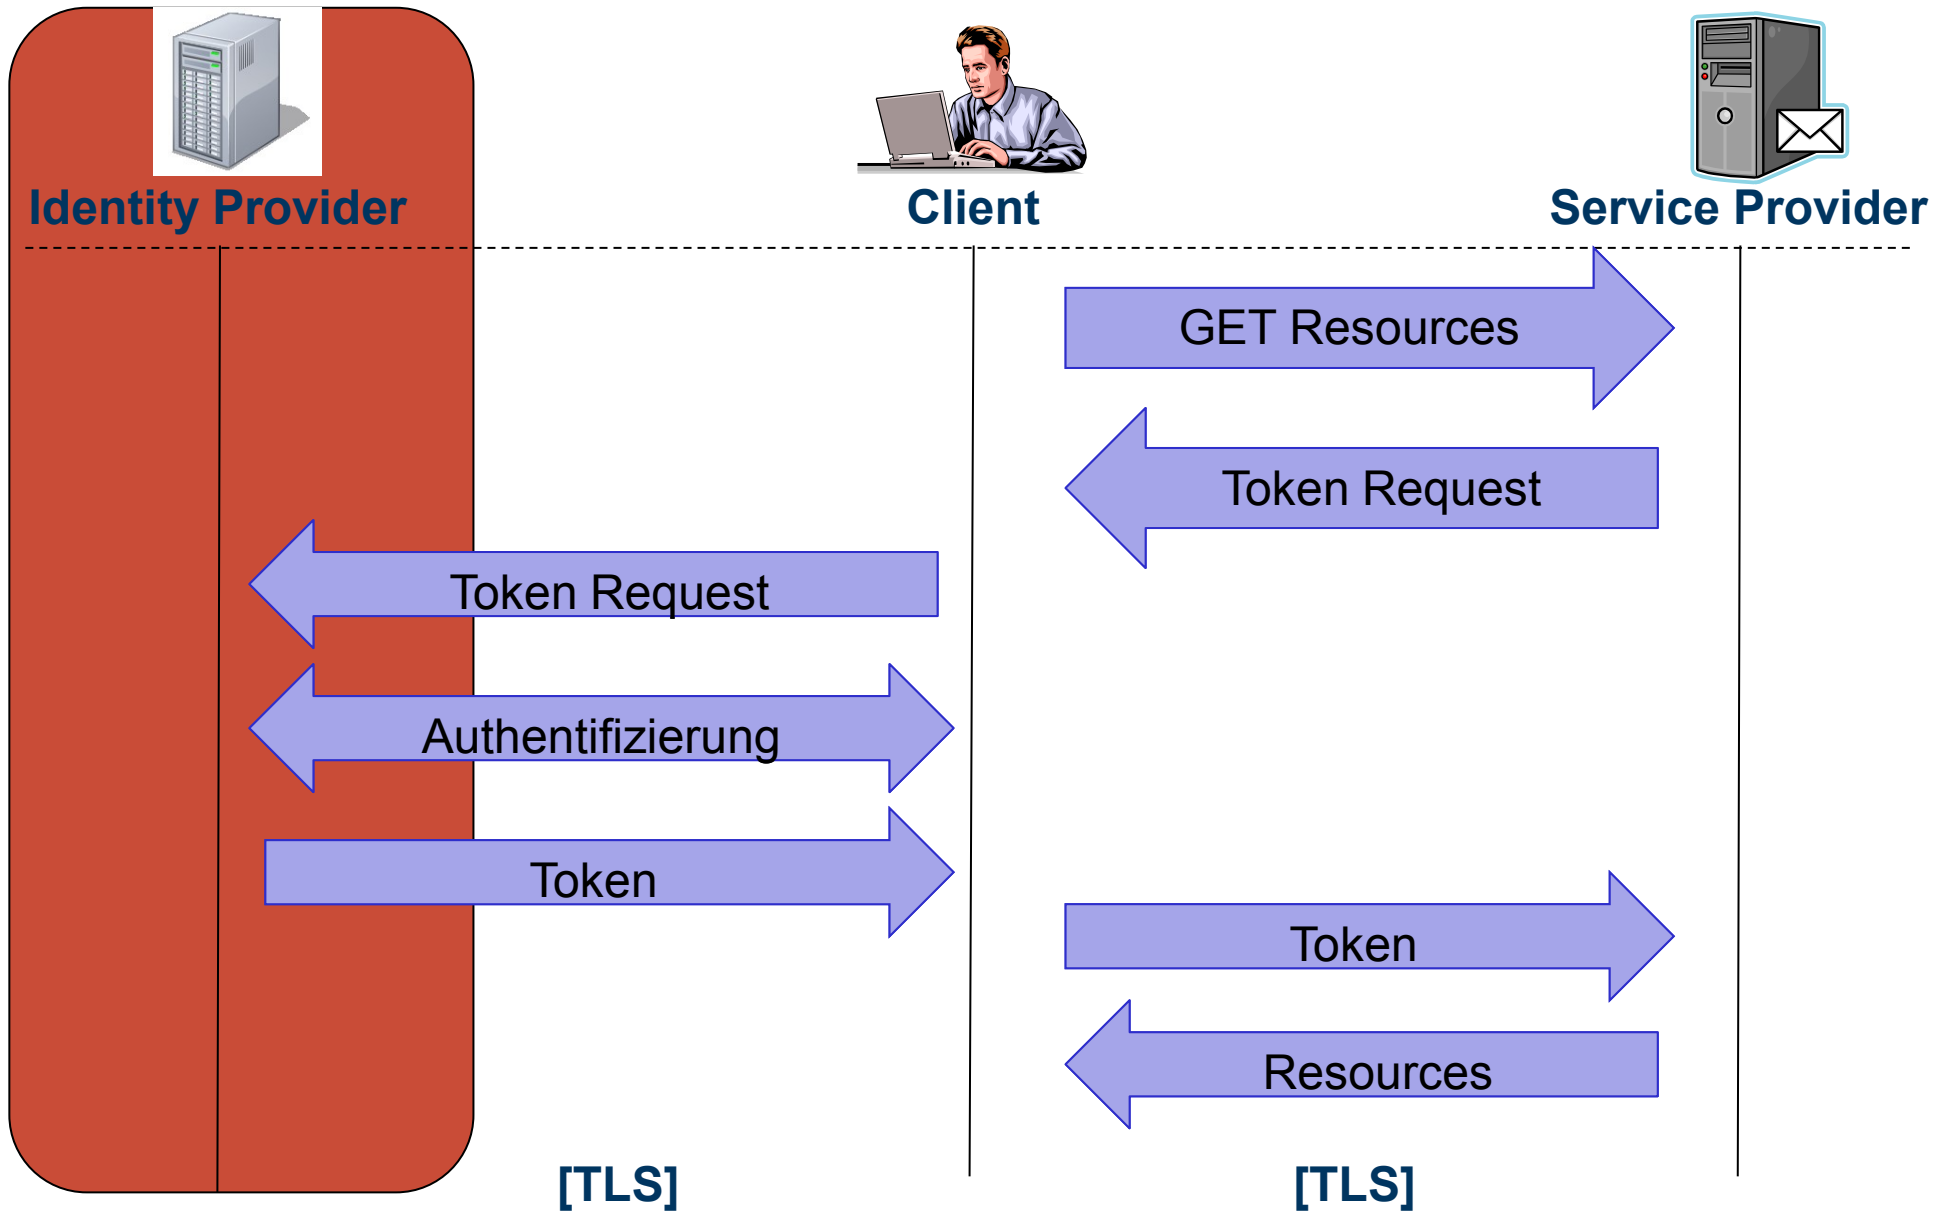 Identity Provider
Client
Service Provider
GET Resources
Token Request
Token Request
Authentifizierung
Token
Token
Resources
[TLS]
[TLS]